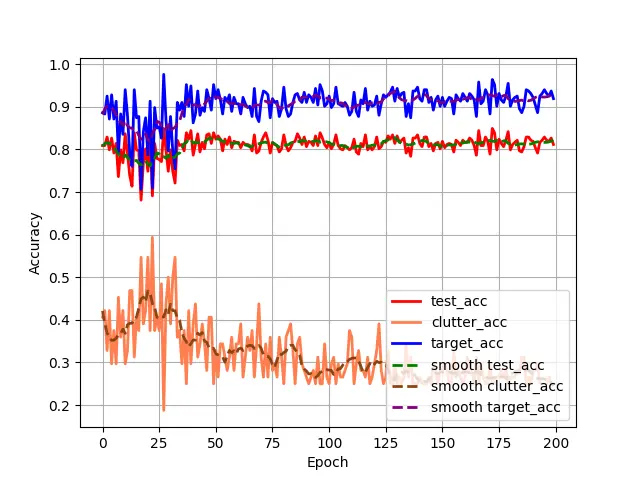 1.0
0.9
0.8
0.7
0.6
0.5
0.4
0.3
0.2
Accuracy
test_acc
clutter_acc
target_acc
smooth test_acc
smooth clutter_acc
smooth target_acc
0 25 50 75 100 125 150 175 200
Epoch